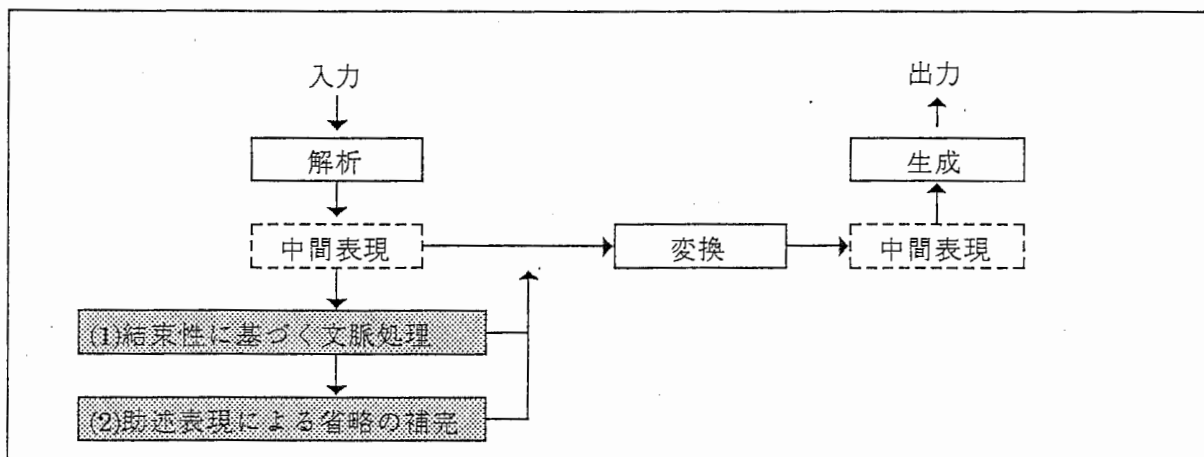 入力
出力
解析
生成
中間表現
変換
中間表現
(1)結束性に基づく文脈処理
(2)助述表現による省略の補完